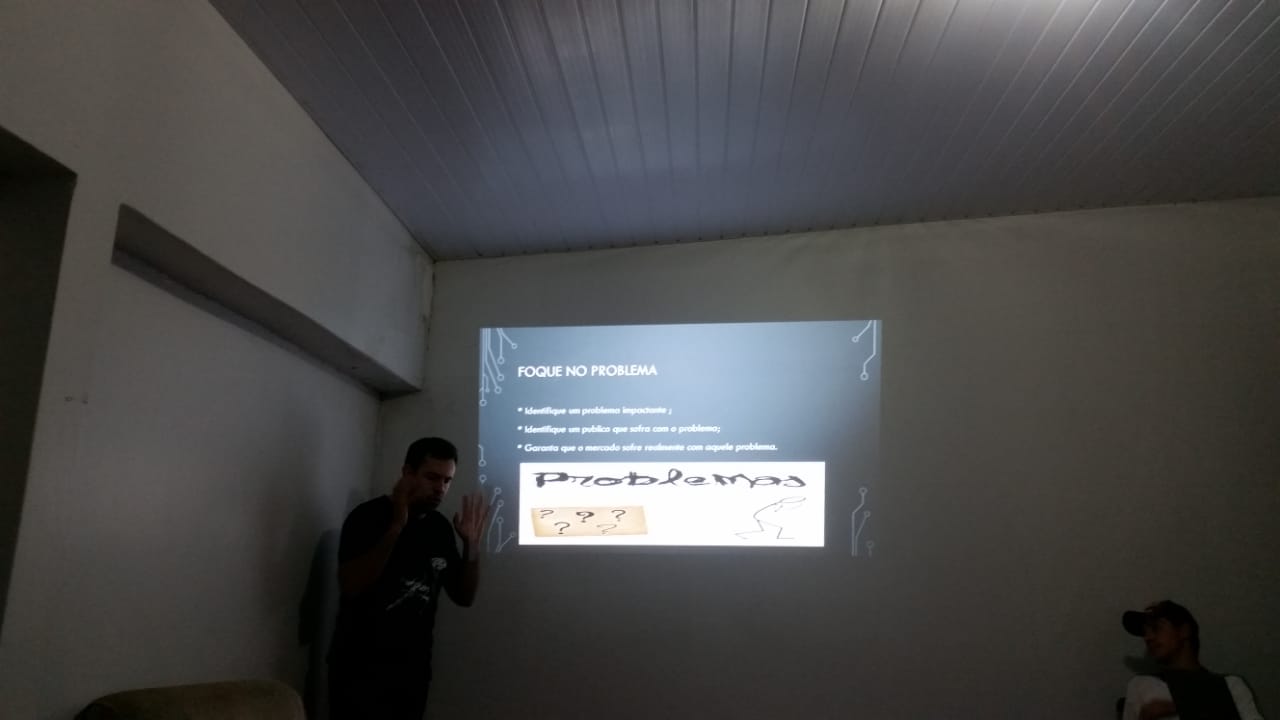 FOQUE NO PROBLEMA
* Identifique um problema impactante ;
* Identifique um publico que sofra com o problema;
* Garanta que o mercado sofre realmente com aquele problema.
Problemas
? ? ?
? ?